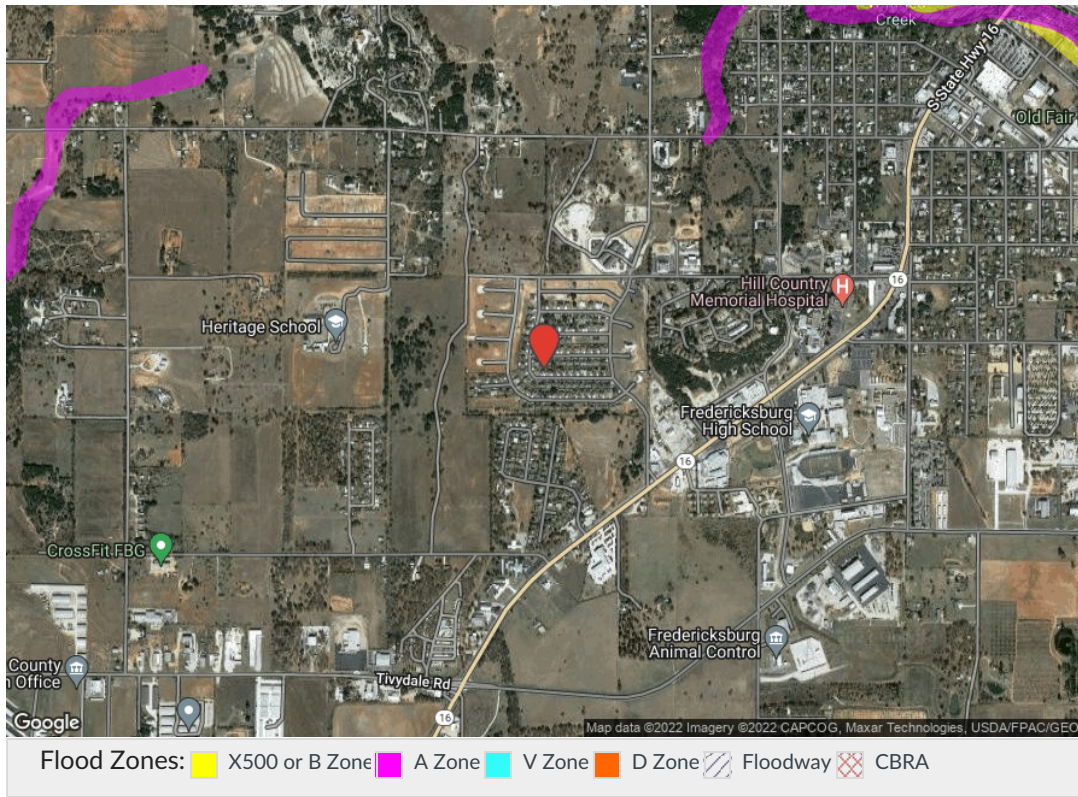 Creek
S State Hwy 16
Old Fair
16
Hill Country
Memorial Hospital
H
Heritage School
Fredericksburg
High School
16
CrossFit FBG
Fredericksburg
Animal Control
County
n Office
Tivydale Rd
16
Google
Map data ©2022 Imagery ©2022 CAPCOG, Maxar Technologies, USDA/FPAC/GEO
Flood Zones: X500 or B Zone A Zone V Zone D Zone Floodway CBRA